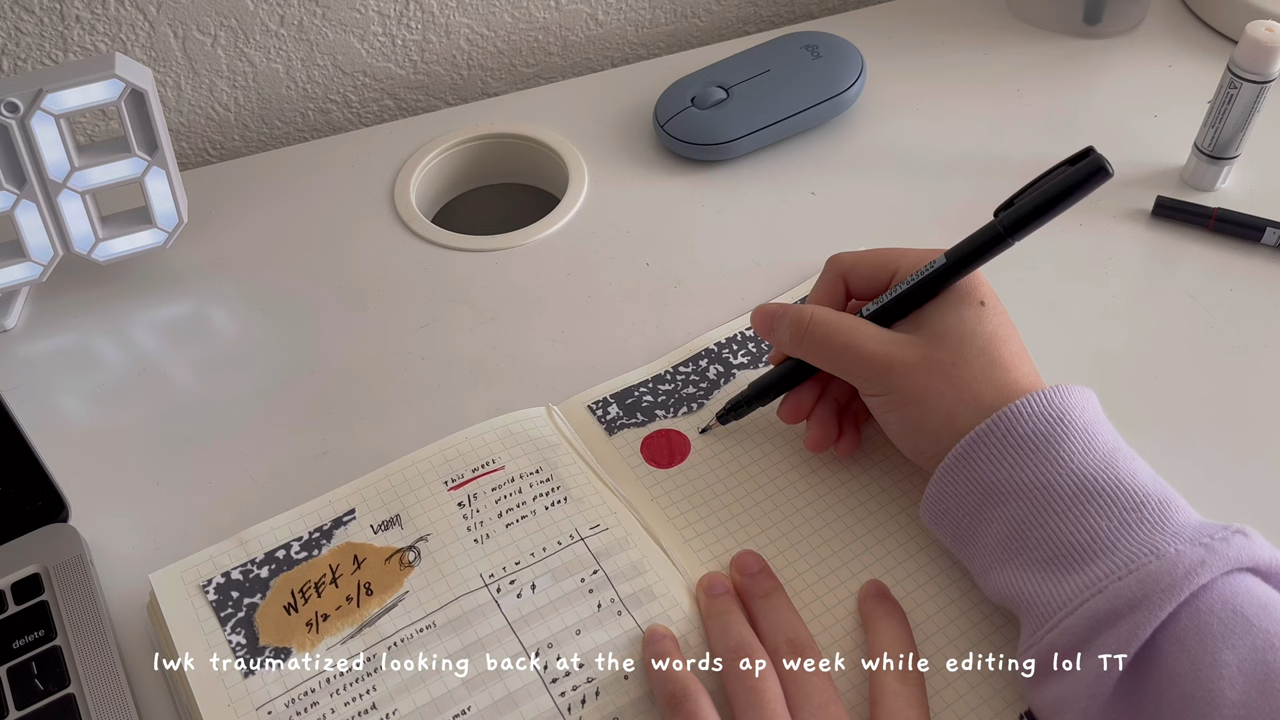 logi
This week:
5/5: world final
5/6: world final
5/7: dmun paper
5/8: mom's bday
WEEK 1
5/2 - 5/8
M T W T F S S
vocab/grammar revisions
chem refresher
notes
delete
lwk traumatized looking back at the words ap week while editing lol TT